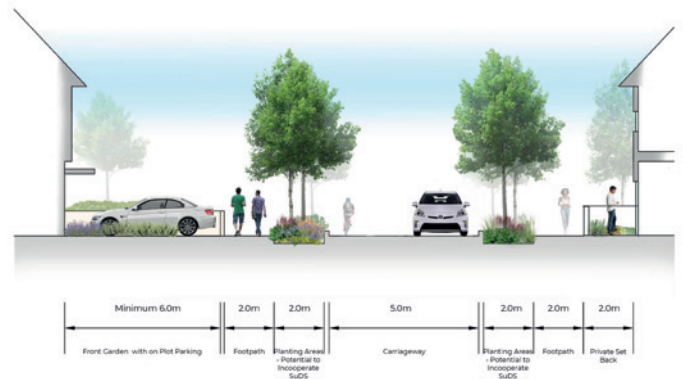 Minimum 6.0m 2.0m 2.0m 5.0m 2.0m 2.0m 2.0m
Front Garden with on Plot Parking Footpath Planting Areas Carriageway Planting Areas Footpath Private Set
- Potential to - Potential to Back
Incooperate Incooperate
SuDS SuDS